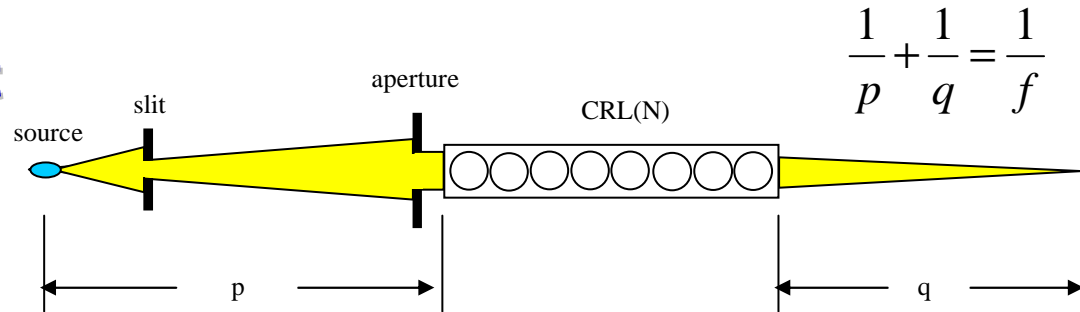 1/p + 1/q = 1/f
aperture
slit
CRL(N)
source
p
q